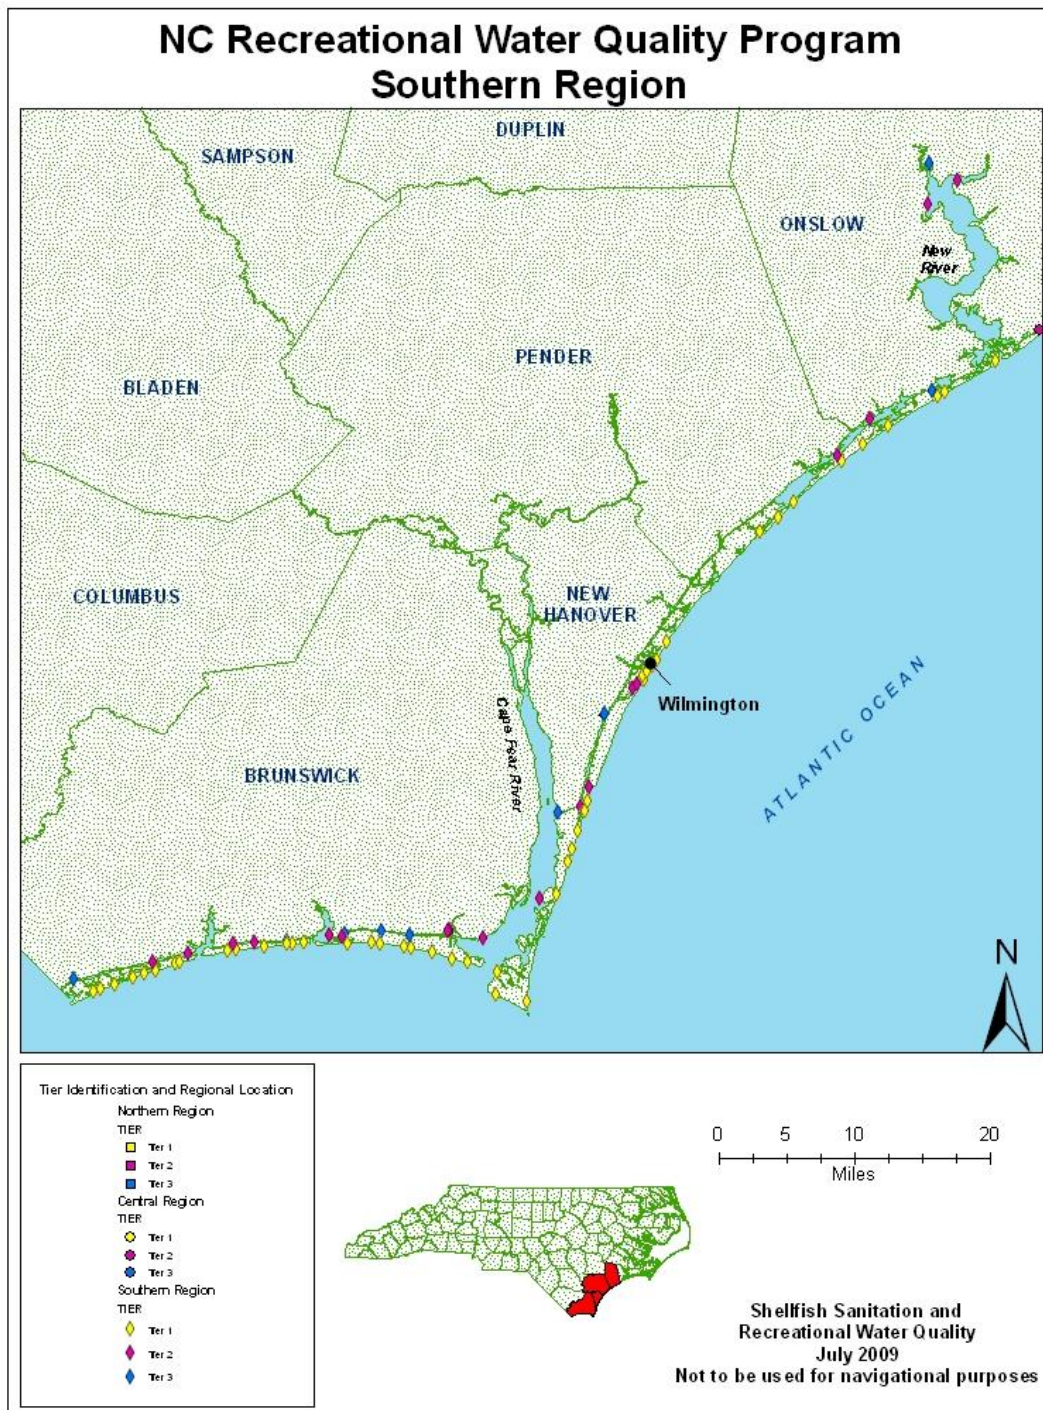 NC Recreational Water Quality Program
Southern Region
DUPLIN
SAMPSON
ONSLOW
New
River
PENDER
BLADEN
COLUMBUS
NEW
HANOVER
Wilmington
Cape Fear River
BRUNSWICK
ATLANTIC OCEAN
N
Tier Identification and Regional Location
Northern Region
TIER
Tier 1
Tier 2
Tier 3
Central Region
TIER
Tier 1
Tier 2
Tier 3
Southern Region
TIER
Tier 1
Tier 2
Tier 3
0 5 10 20
Miles
Shellfish Sanitation and
Recreational Water Quality
July 2009
Not to be used for navigational purposes